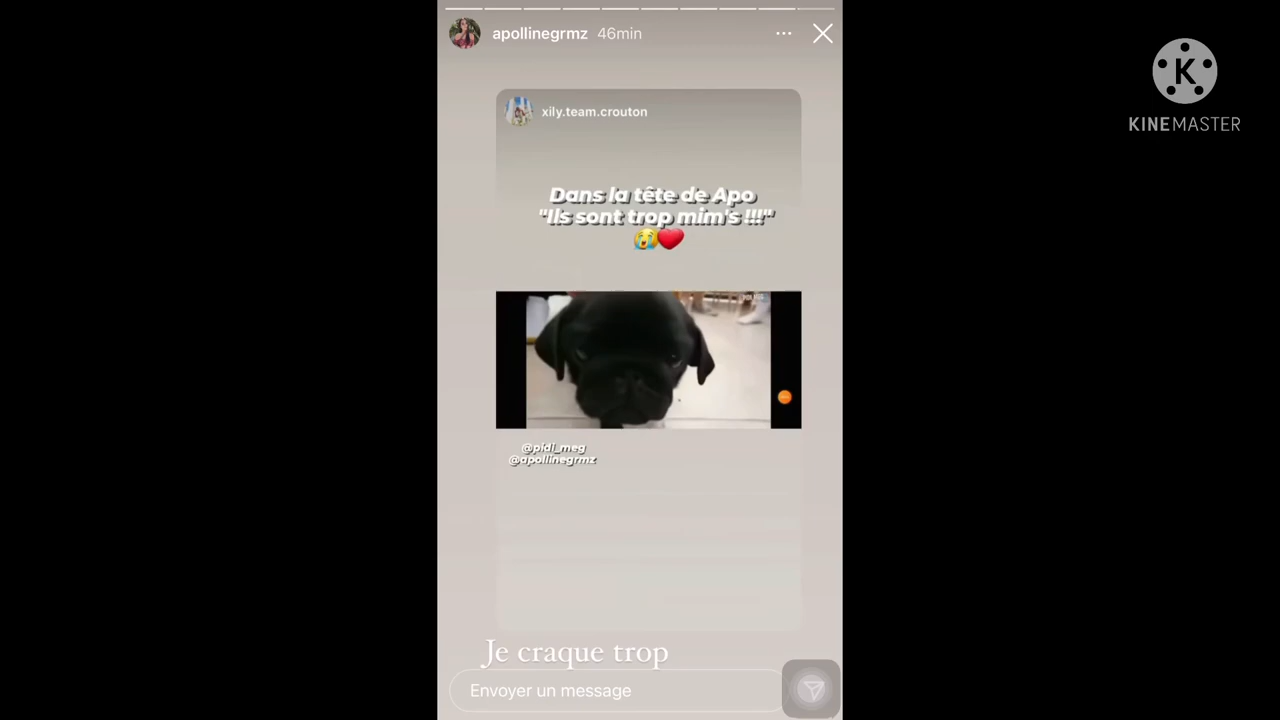 apollinegrmz 46min
K
KINEMASTER
xily.team.crouton
Dans la tête de Apo
"Ils sont trop mim's !!!"
@pidi_meg
@apollinegrmz
Je craque trop
Envoyer un message